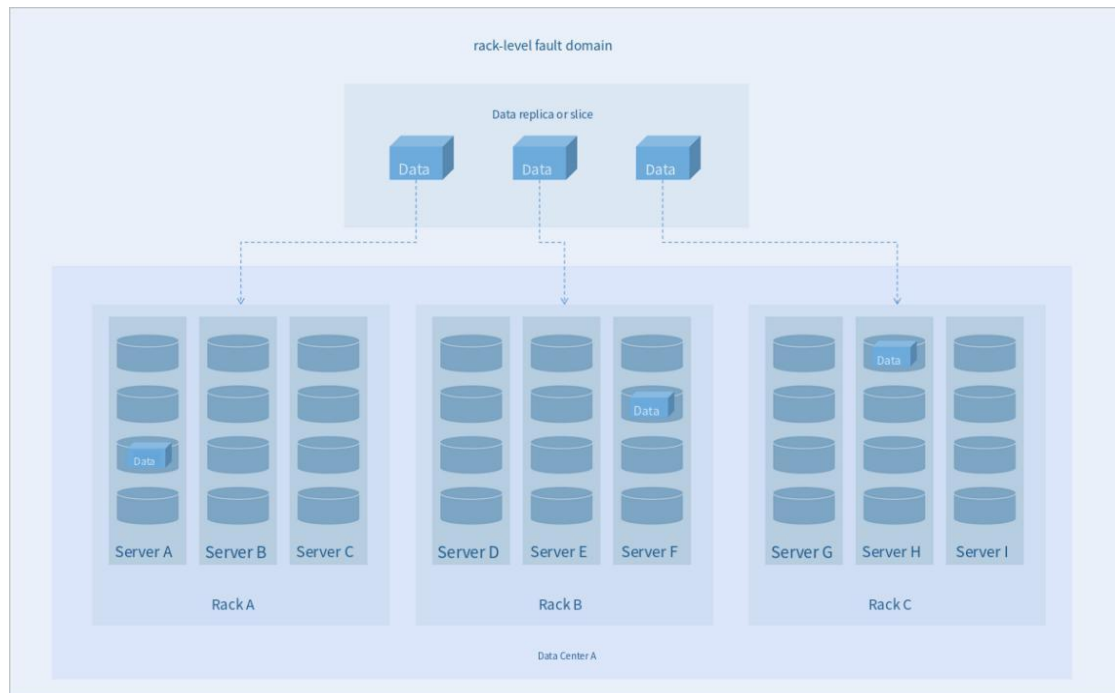 rack-level fault domain
Data replica or slice
Data Data Data
Data
Data
Data
Server A Server B Server C Server D Server E Server F Server G Server H Server I
Rack A Rack B Rack C
Data Center A